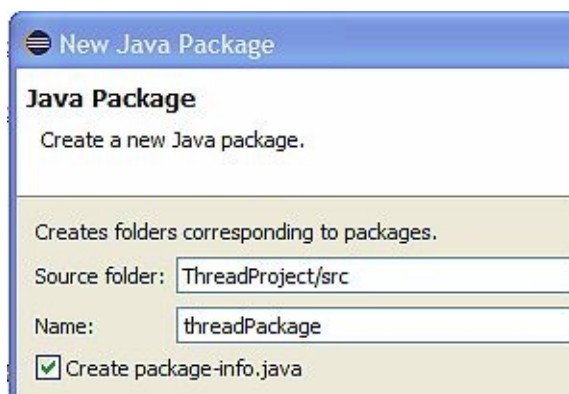 New Java Package
Java Package
Create a new Java package.
Creates folders corresponding to packages.
Source folder: ThreadProject/src
Name: threadPackage
Create package-info.java